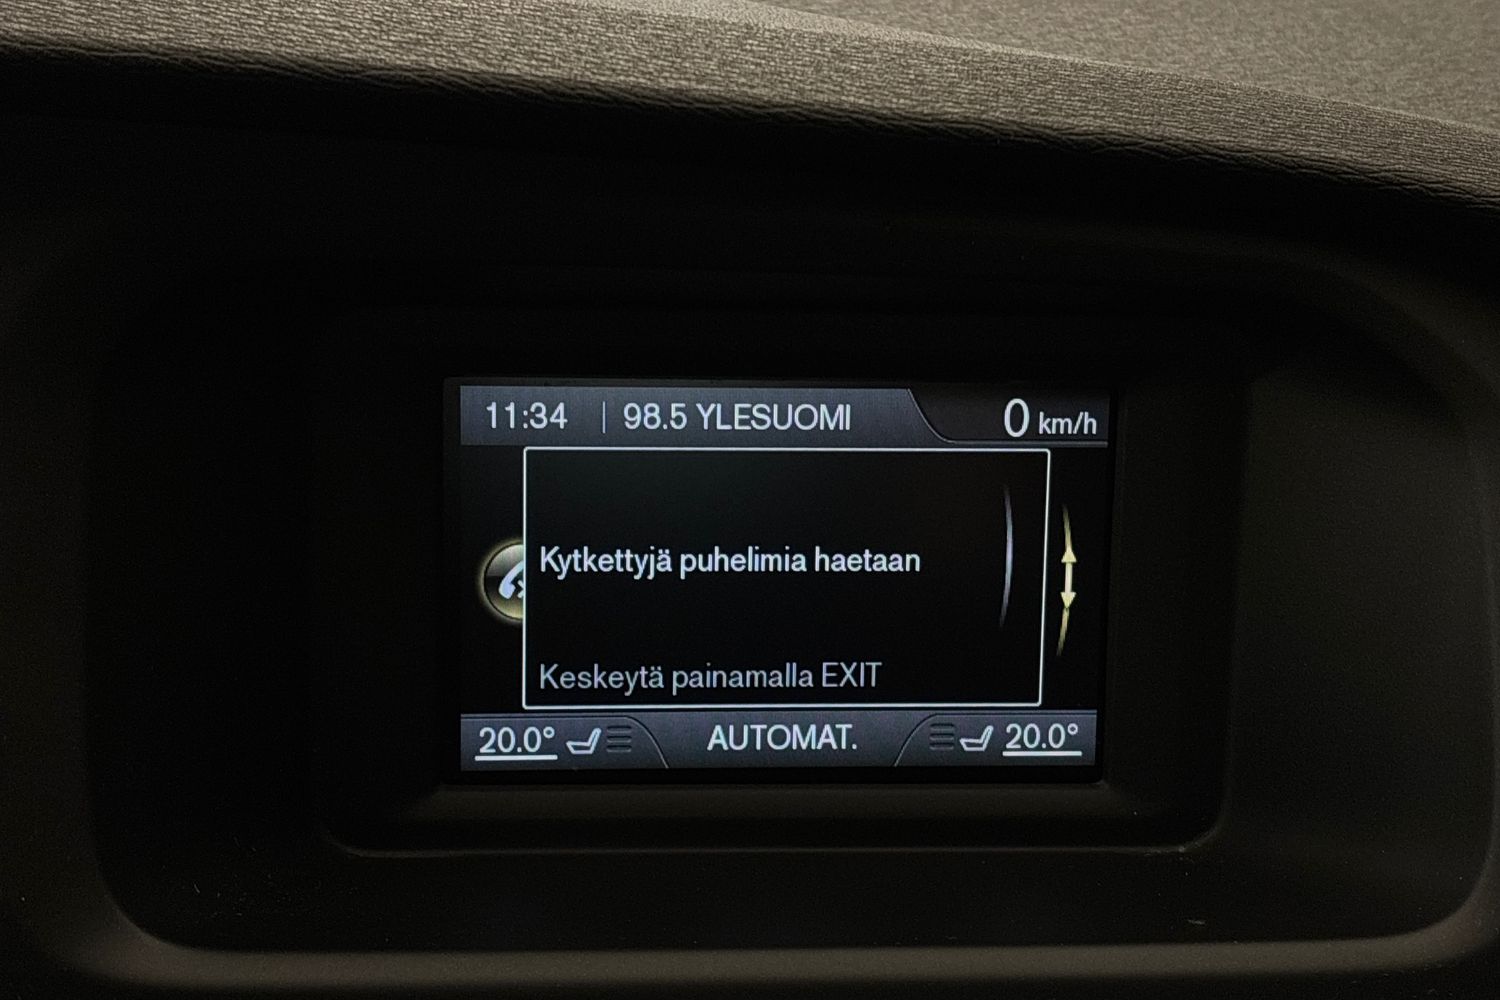 11:34 | 98.5 YLESUOMI 0 km/h
Kytkettyjä puhelimia haetaan
Keskeytä painamalla EXIT
20.0° AUTOMAT. 20.0°